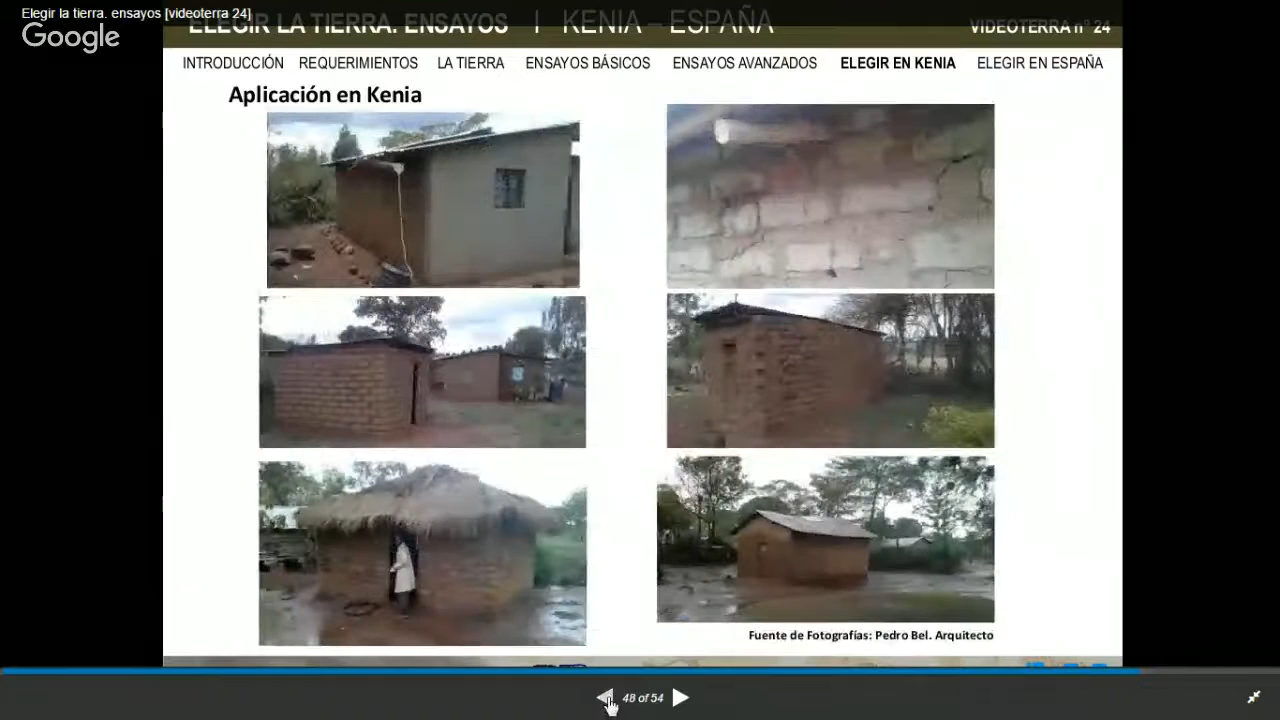 Elegir la tierra. ensayos [videoterra 24]
Google
ELEGIR LA TIERRA. ENSAYOS | KENIA – ESPAÑA VIDEOTERRA nº 24
INTRODUCCIÓN REQUERIMIENTOS LA TIERRA ENSAYOS BÁSICOS ENSAYOS AVANZADOS ELEGIR EN KENIA ELEGIR EN ESPAÑA
Aplicación en Kenia
Fuente de Fotografías: Pedro Bel. Arquitecto
48 of 54